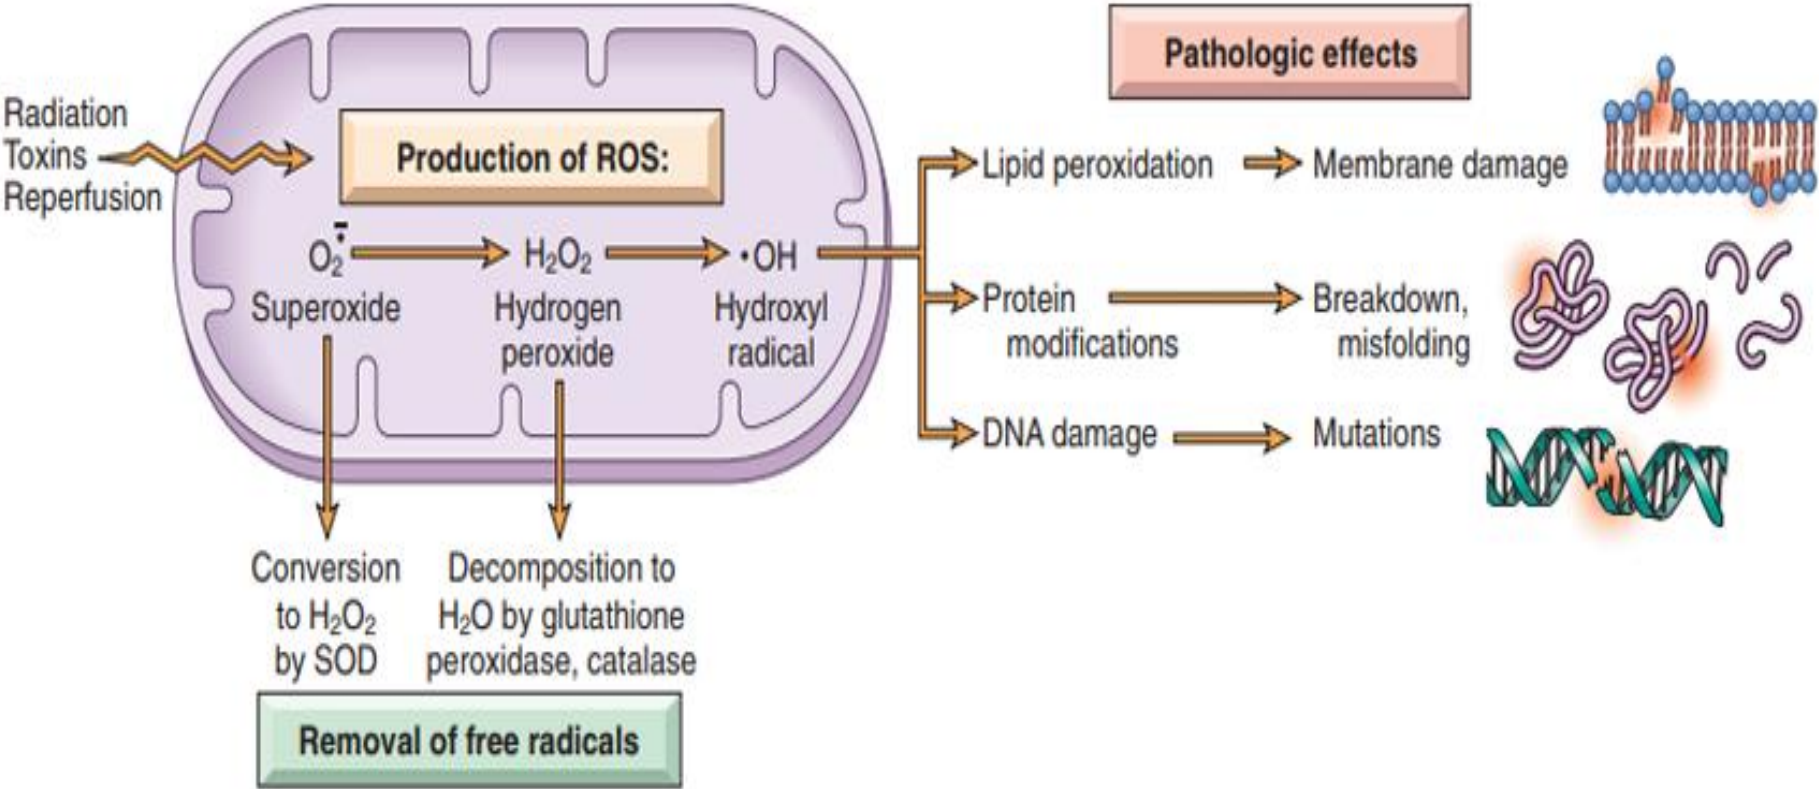 Pathologic effects
Radiation
Toxins
Reperfusion
Production of ROS:
O₂•̄
H₂O₂
•OH
Superoxide
Hydrogen
peroxide
Hydroxyl
radical
Lipid peroxidation
Membrane damage
Protein
modifications
Breakdown,
misfolding
DNA damage
Mutations
Conversion
to H₂O₂
by SOD
Decomposition to
H₂O by glutathione
peroxidase, catalase
Removal of free radicals